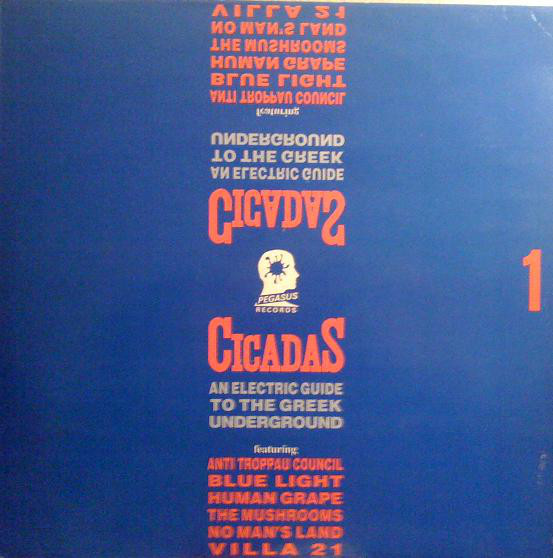 VILLA 21
NO MAN'S LAND
THE MUSHROOMS
HUMAN GRAPE
BLUE LIGHT
ANTI TROPPAU COUNCIL
featuring:
UNDERGROUND
TO THE GREEK
AN ELECTRIC GUIDE
CICADAS
PEGASUS
RECORDS
1
CICADAS
AN ELECTRIC GUIDE
TO THE GREEK
UNDERGROUND
featuring:
ANTI TROPPAU COUNCIL
BLUE LIGHT
HUMAN GRAPE
THE MUSHROOMS
NO MAN'S LAND
VILLA 21